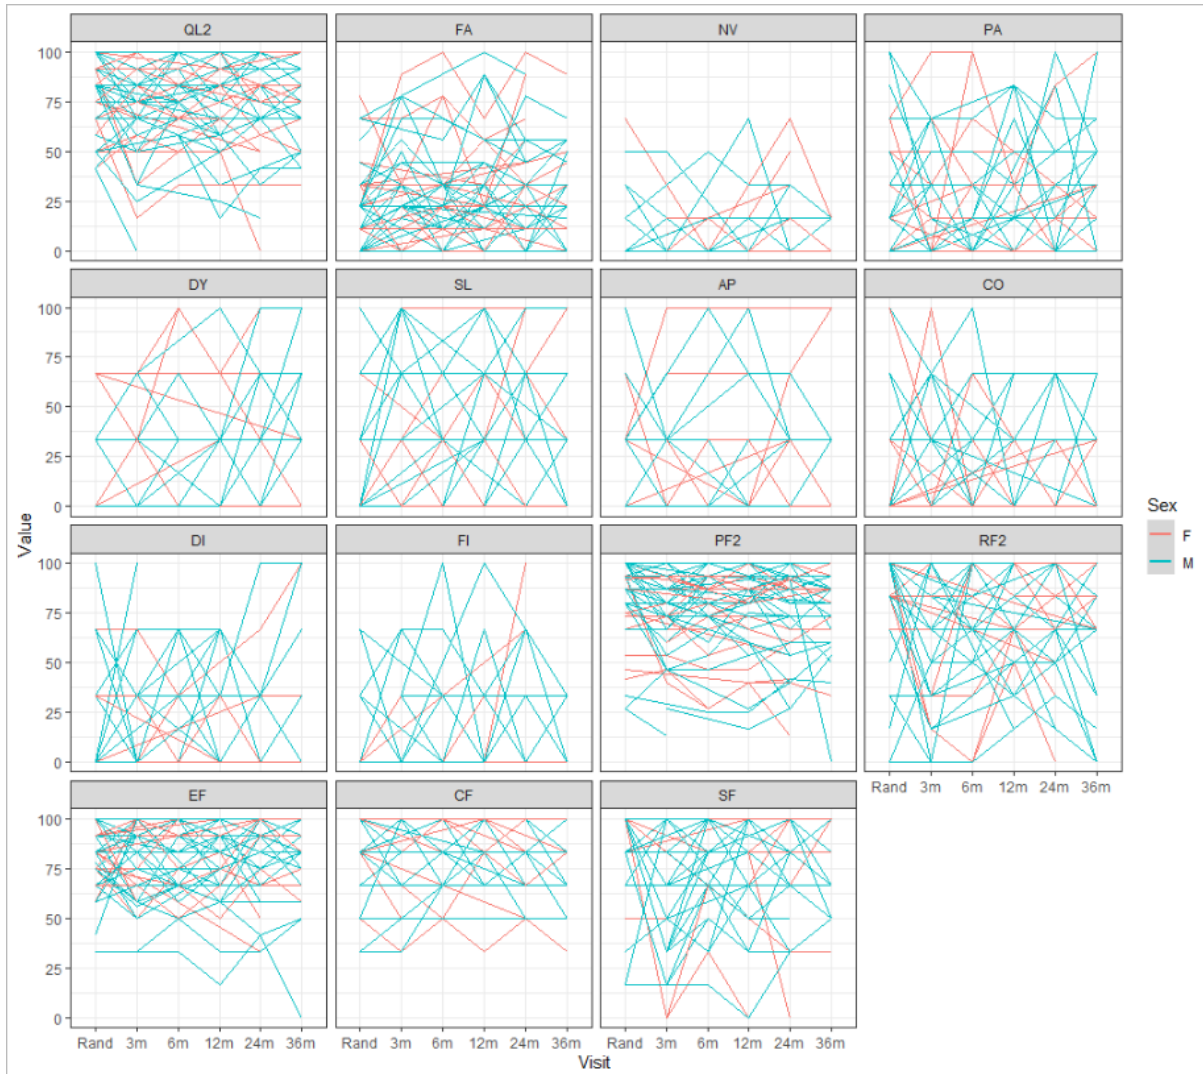 QL2 FA NV PA
100
75
50
25
0
DY SL AP CO
100
75
50
25
0
DI FI PF2 RF2
100
75
50
25
0
Rand 3m 6m 12m 24m 36m
EF CF SF
100
75
50
25
0
Rand 3m 6m 12m 24m 36m Rand 3m 6m 12m 24m 36m Rand 3m 6m 12m 24m 36m
Visit
Value
Sex
F
M